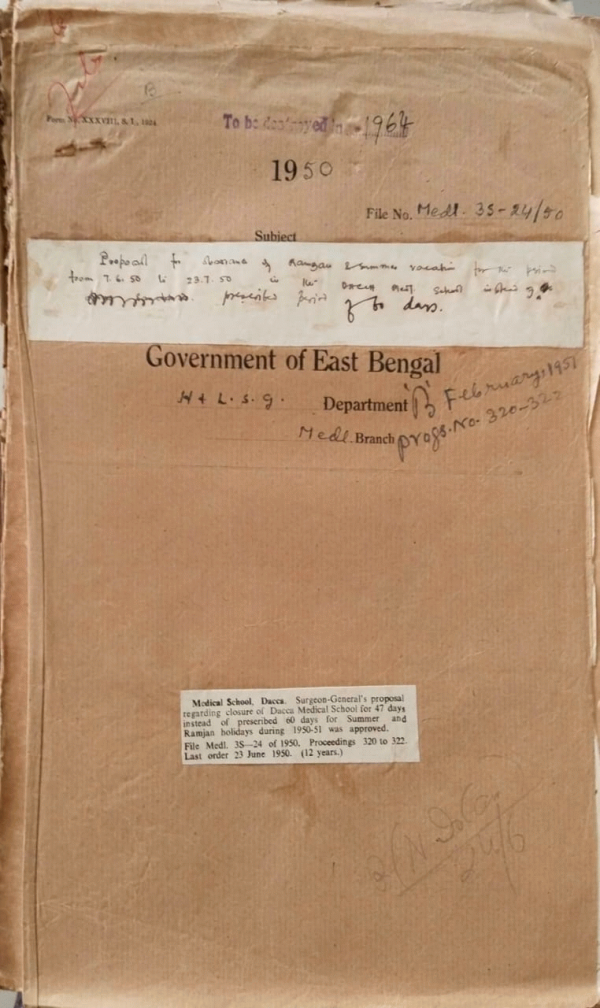 B
Form No. XXXVIII, S. I., 1924.
To be destroyed in 1964
1950
File No. Medl. 3S-24/50
Subject
Proposal for observance of Ramzan & summer vacation for the period
from 7.6.50 to 23.7.50 in the Dacca Medl. School instead of the
prescribed period of 60 days.
Government of East Bengal
H & L. S. G. Department 'B' February, 1951
Medl. Branch progs. No. 320-322
Medical School, Dacca. Surgeon-General's proposal
regarding closure of Dacca Medical School for 47 days
instead of prescribed 60 days for Summer and
Ramjan holidays during 1950-51 was approved.
File Medl. 3S—24 of 1950, Proceedings 320 to 322.
Last order 23 June 1950. (12 years.)